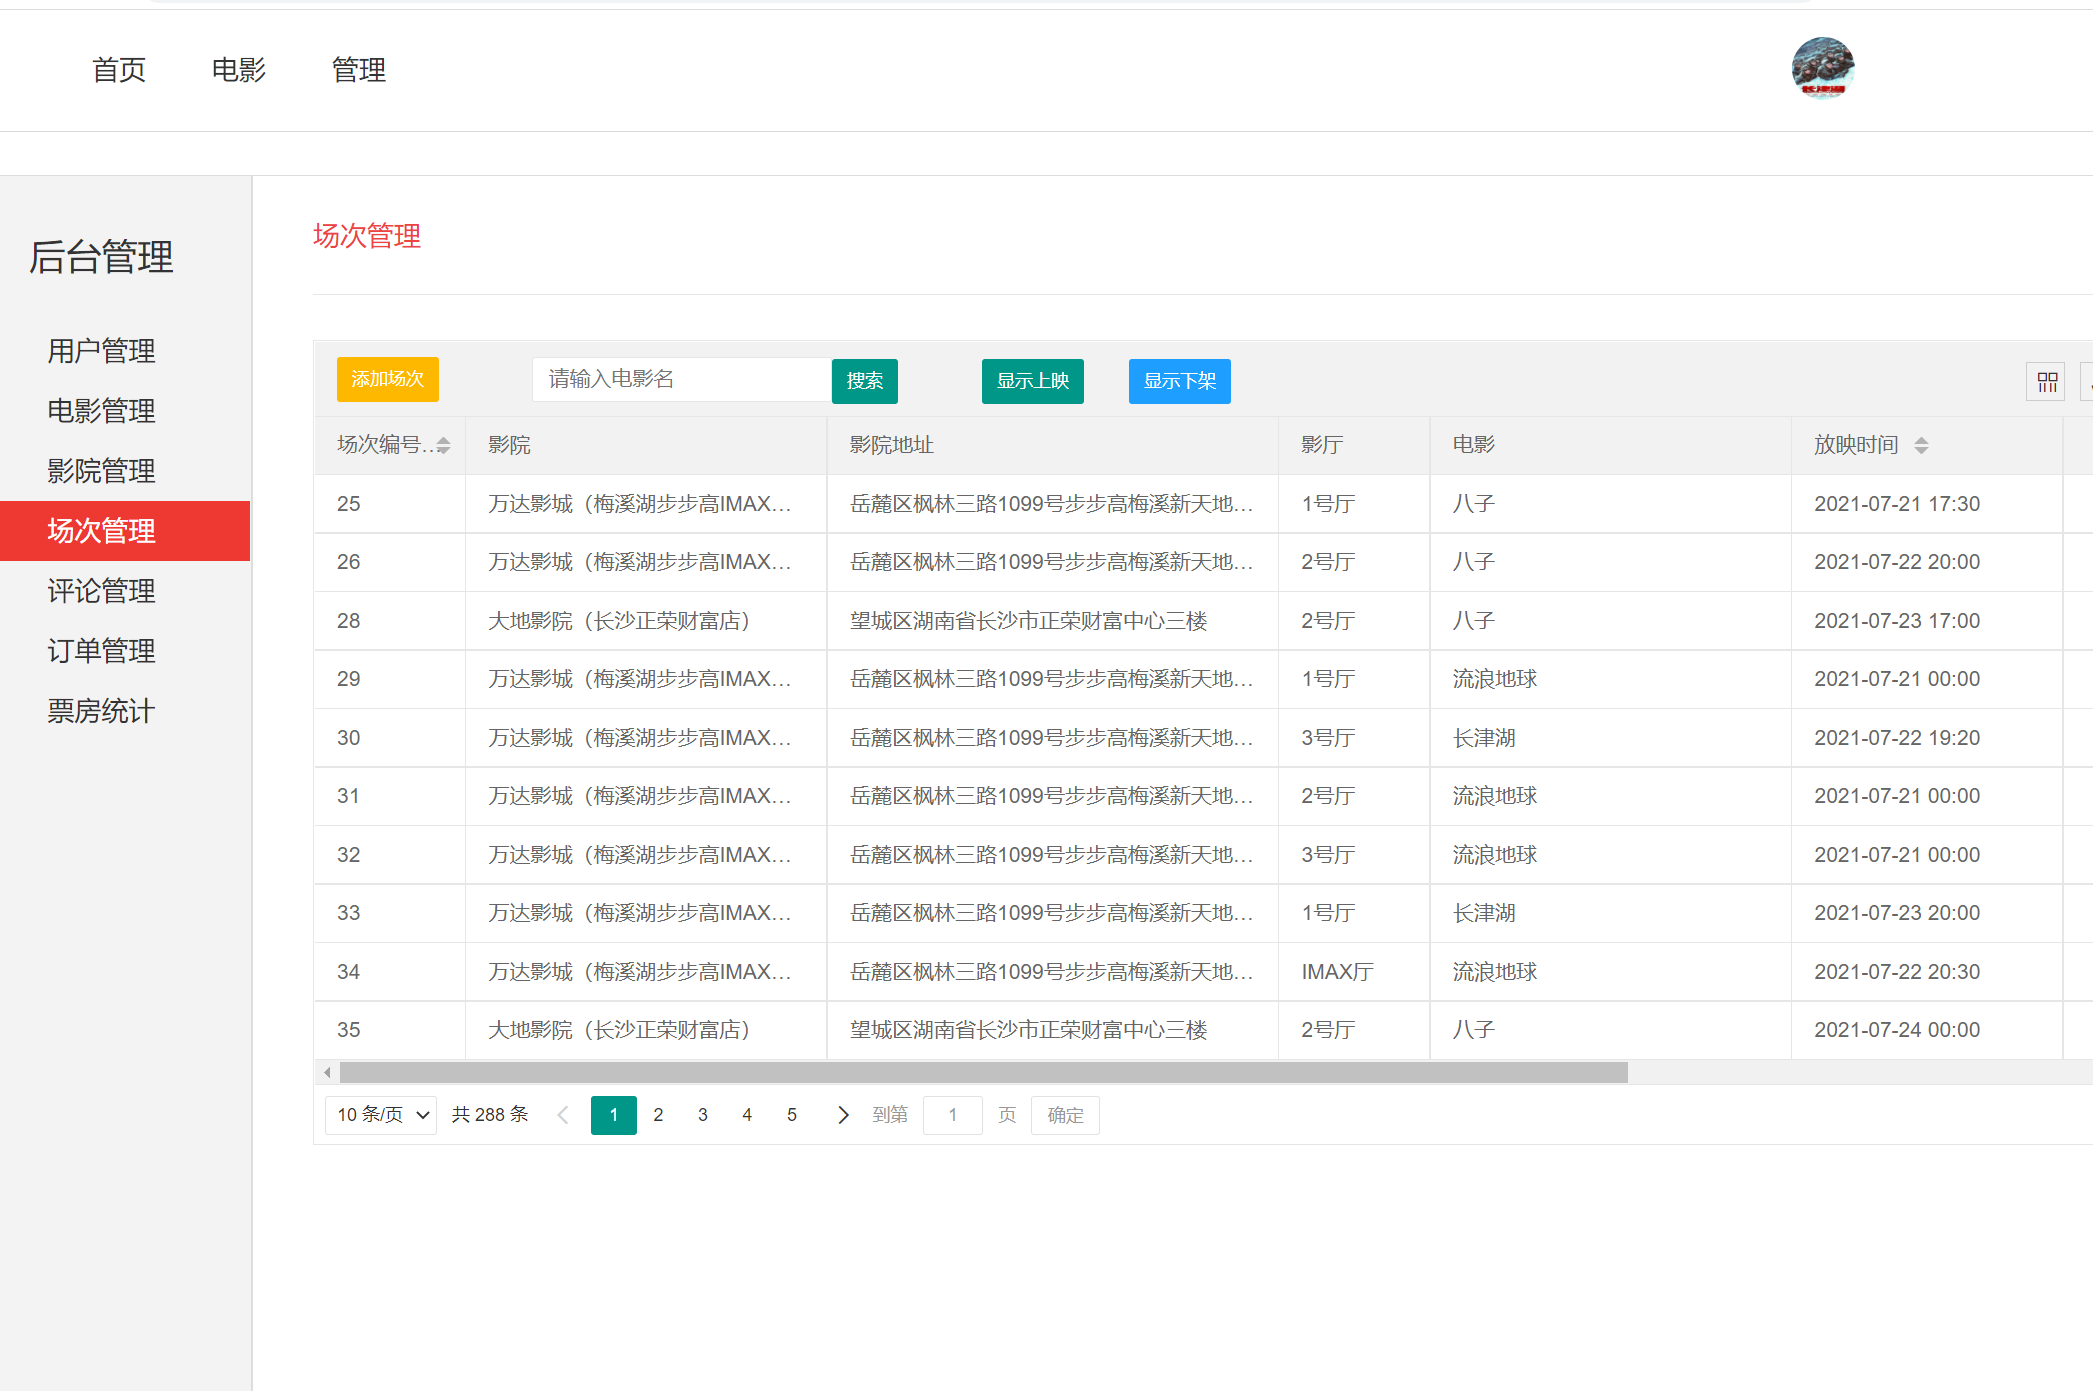 首页 电影 管理
后台管理
用户管理
电影管理
影院管理
场次管理
评论管理
订单管理
票房统计
场次管理
添加场次 请输入电影名 搜索 显示上映 显示下架
场次编号... 影院 影院地址 影厅 电影 放映时间
25 万达影城（梅溪湖步步高IMAX... 岳麓区枫林三路1099号步步高梅溪新天地... 1号厅 八子 2021-07-21 17:30
26 万达影城（梅溪湖步步高IMAX... 岳麓区枫林三路1099号步步高梅溪新天地... 2号厅 八子 2021-07-22 20:00
28 大地影院（长沙正荣财富店） 望城区湖南省长沙市正荣财富中心三楼 2号厅 八子 2021-07-23 17:00
29 万达影城（梅溪湖步步高IMAX... 岳麓区枫林三路1099号步步高梅溪新天地... 1号厅 流浪地球 2021-07-21 00:00
30 万达影城（梅溪湖步步高IMAX... 岳麓区枫林三路1099号步步高梅溪新天地... 3号厅 长津湖 2021-07-22 19:20
31 万达影城（梅溪湖步步高IMAX... 岳麓区枫林三路1099号步步高梅溪新天地... 2号厅 流浪地球 2021-07-21 00:00
32 万达影城（梅溪湖步步高IMAX... 岳麓区枫林三路1099号步步高梅溪新天地... 3号厅 流浪地球 2021-07-21 00:00
33 万达影城（梅溪湖步步高IMAX... 岳麓区枫林三路1099号步步高梅溪新天地... 1号厅 长津湖 2021-07-23 20:00
34 万达影城（梅溪湖步步高IMAX... 岳麓区枫林三路1099号步步高梅溪新天地... IMAX厅 流浪地球 2021-07-22 20:30
35 大地影院（长沙正荣财富店） 望城区湖南省长沙市正荣财富中心三楼 2号厅 八子 2021-07-24 00:00
10 条/页 共 288 条 1 2 3 4 5 到第 1 页 确定